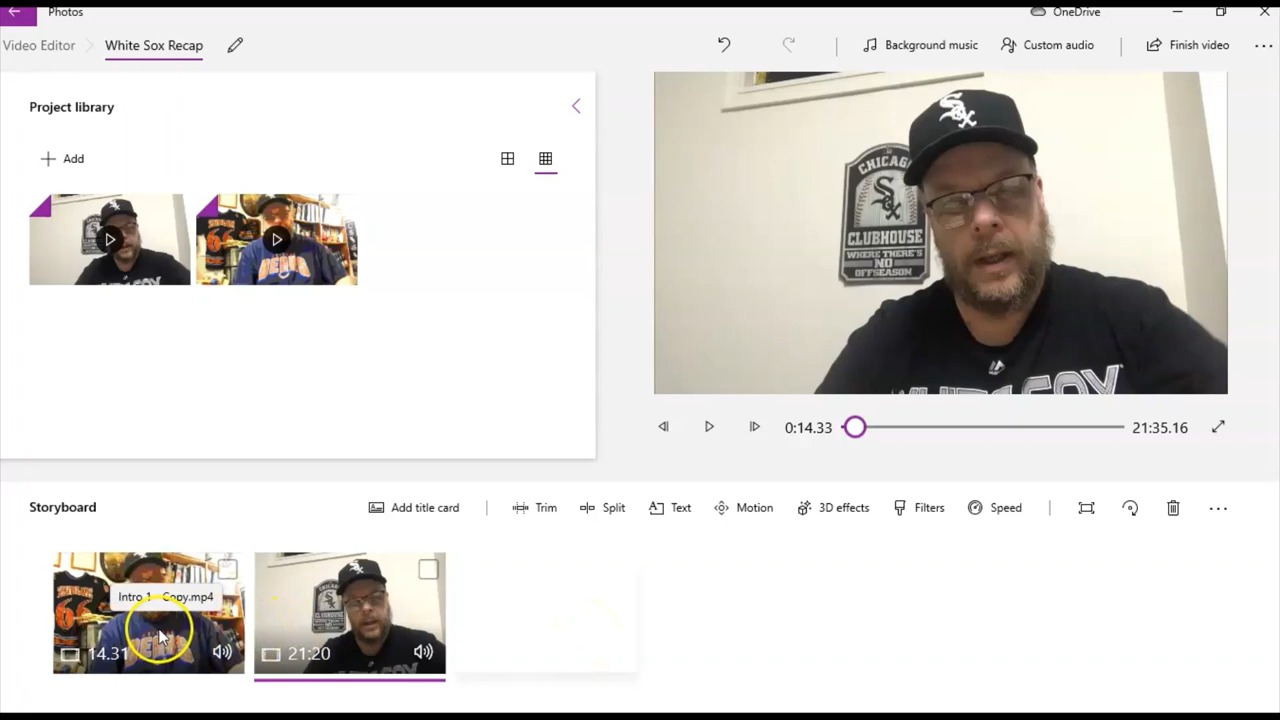 Photos
OneDrive
Video Editor
White Sox Recap
Background music
Custom audio
Finish video
Project library
Add
Sox
CHICAGO
Sox
CLUBHOUSE
WHERE THERE'S
NO
OFFSEASON
0:14.33
21:35.16
Storyboard
Add title card
Trim
Split
Text
Motion
3D effects
Filters
Speed
Intro 1 - Copy.mp4
14.31
21:20